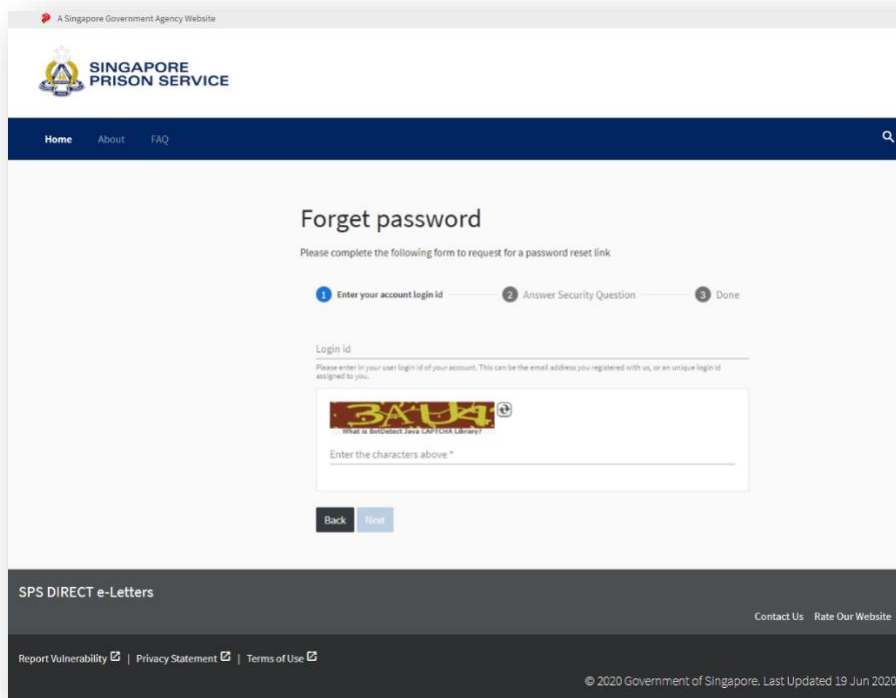 A Singapore Government Agency Website
SINGAPORE
PRISON SERVICE
Home About FAQ
Forget password
Please complete the following form to request for a password reset link
1 Enter your account login id 2 Answer Security Question 3 Done
Login id
Please enter in your user login id of your account. This can be the email address you registered with us, or an unique login id
assigned to you.
3AU4
What is BotDetect Java CAPTCHA Library?
Enter the characters above *
Back Next
SPS DIRECT e-Letters
Contact Us Rate Our Website
Report Vulnerability | Privacy Statement | Terms of Use
© 2020 Government of Singapore. Last Updated 19 Jun 2020